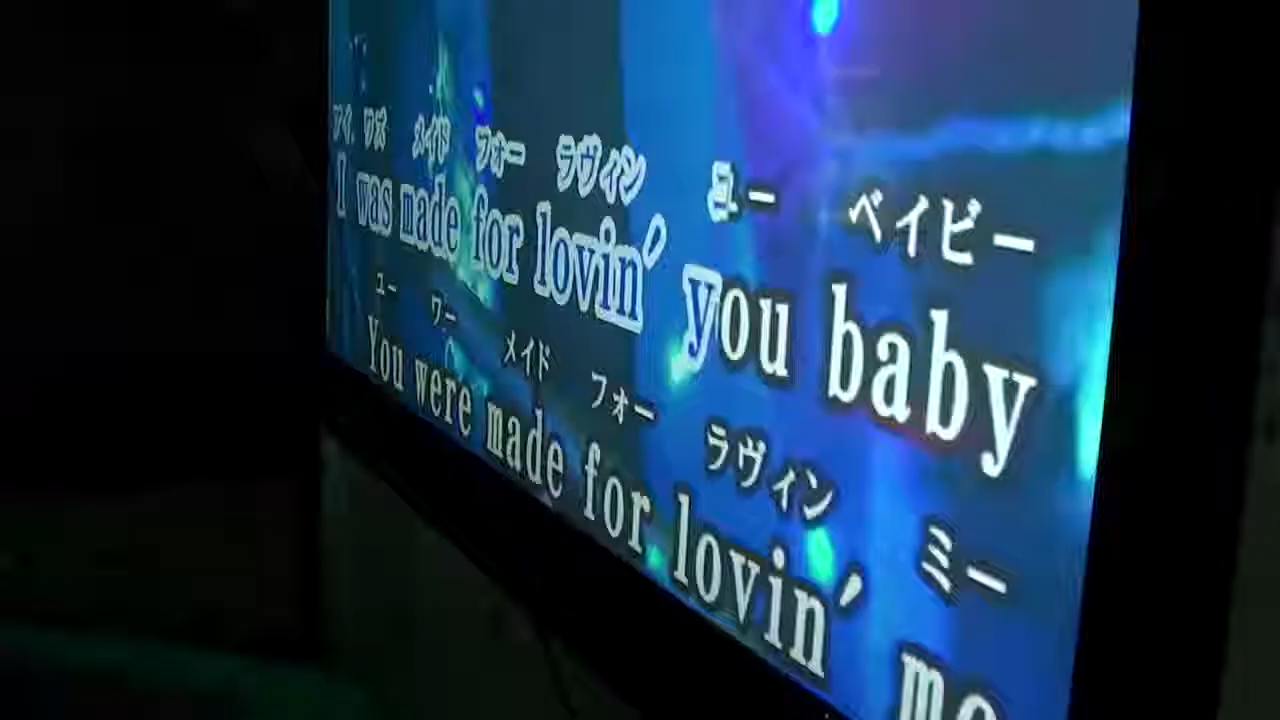 アイ ワズ メイド フォー ラヴィン ユー ベイビー
I was made for lovin' you baby
ユー ワー メイド フォー ラヴィン ミー
You were made for lovin' me